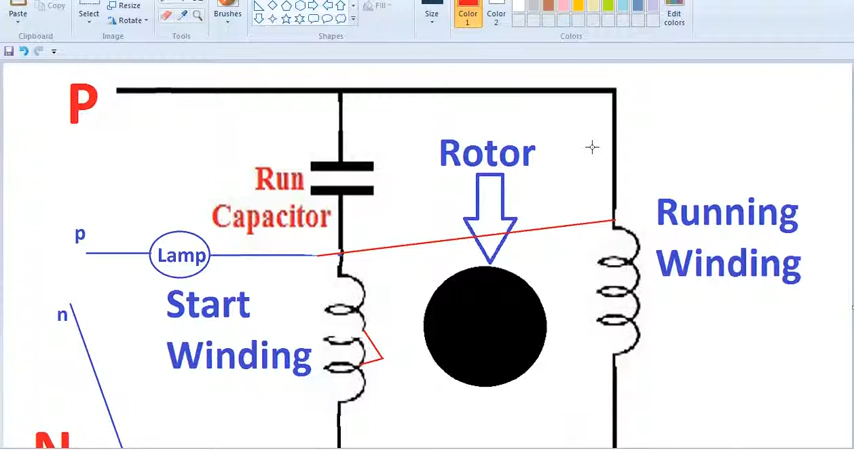 Paste
Copy
Select
Resize
Rotate
Brushes
Fill
Size
Color 1
Color 2
Edit colors
Clipboard
Image
Tools
Shapes
Colors
P
Rotor
Run
Capacitor
Running
Winding
p
Lamp
Start
Winding
n
N